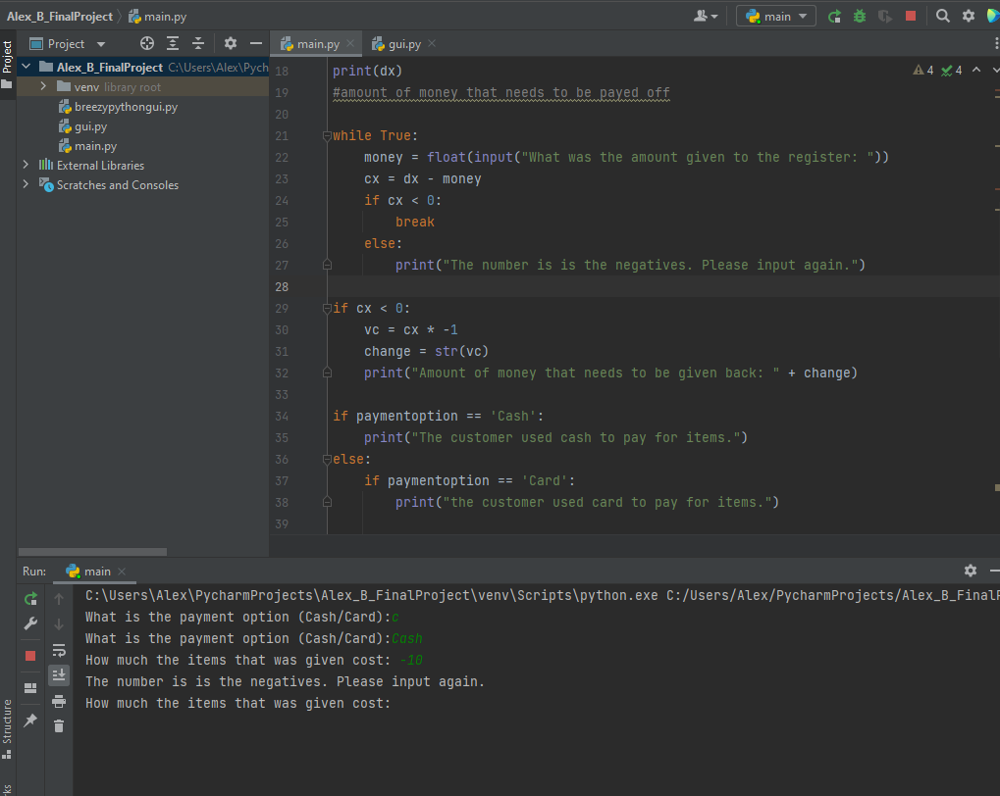 Alex_B_FinalProject main.py main
Project main.py gui.py
Project
Alex_B_FinalProject C:\Users\Alex\Pych
venv library root
breezypythongui.py
gui.py
main.py
External Libraries
Scratches and Consoles
4 4
18 print(dx)
19 #amount of money that needs to be payed off
20
21 while True:
22 money = float(input("What was the amount given to the register: "))
23 cx = dx - money
24 if cx < 0:
25 break
26 else:
27 print("The number is is the negatives. Please input again.")
28
29 if cx < 0:
30 vc = cx * -1
31 change = str(vc)
32 print("Amount of money that needs to be given back: " + change)
33
34 if paymentoption == 'Cash':
35 print("The customer used cash to pay for items.")
36 else:
37 if paymentoption == 'Card':
38 print("the customer used card to pay for items.")
39
Run: main
C:\Users\Alex\PycharmProjects\Alex_B_FinalProject\venv\Scripts\python.exe C:/Users/Alex/PycharmProjects/Alex_B_FinalP
What is the payment option (Cash/Card):c
What is the payment option (Cash/Card):Cash
How much the items that was given cost: -10
The number is is the negatives. Please input again.
How much the items that was given cost:
Structure